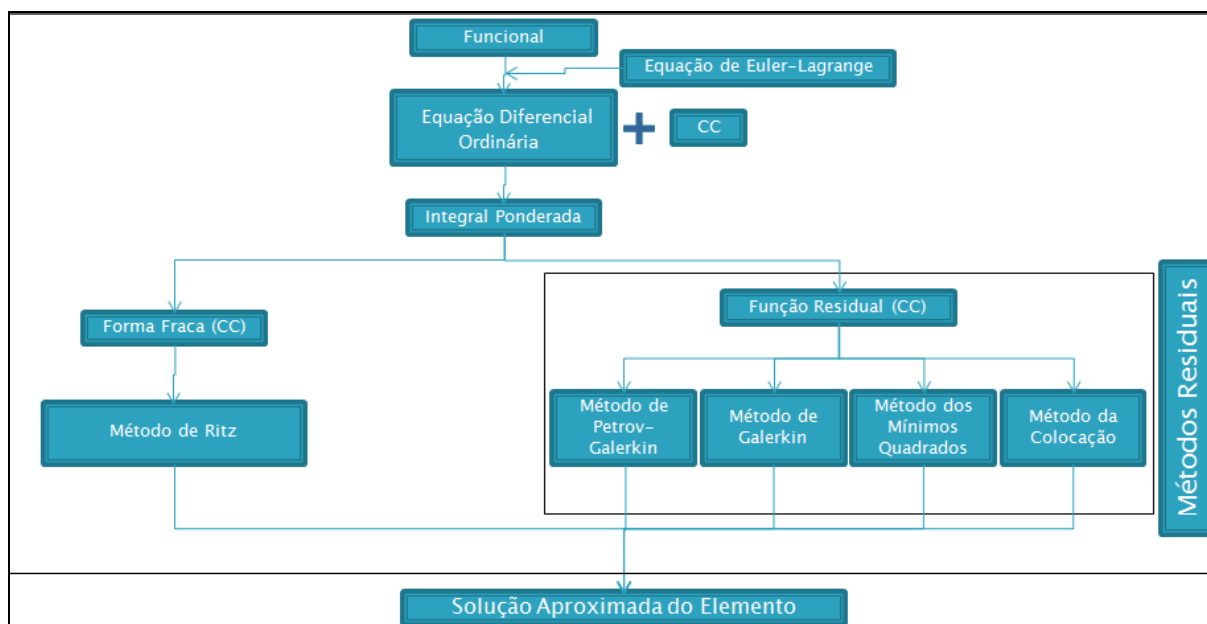 Funcional
Equação de Euler-Lagrange
Equação Diferencial
Ordinária
CC
Integral Ponderada
Forma Fraca (CC)
Método de Ritz
Função Residual (CC)
Método de
Petrov-
Galerkin
Método de
Galerkin
Método dos
Mínimos
Quadrados
Método da
Colocação
Métodos Residuais
Solução Aproximada do Elemento